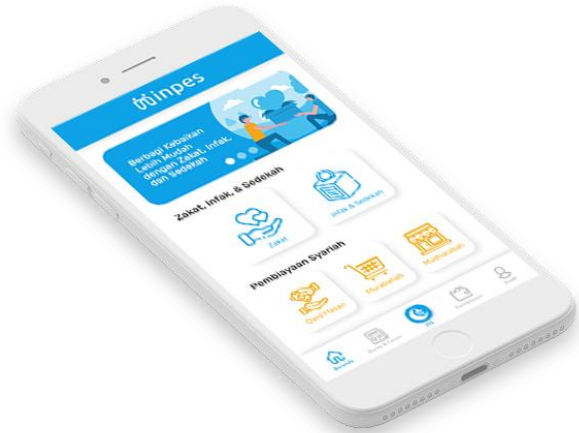 winpes
Berbagi Kebaikan
Lebih Mudah
dengan Zakat, Infak,
dan Sedekah
Zakat, Infak, & Sedekah
Zakat
Infak & Sedekah
Pembiayaan Syariah
Qard Hasan
Murabahah
Mudharabah
Beranda